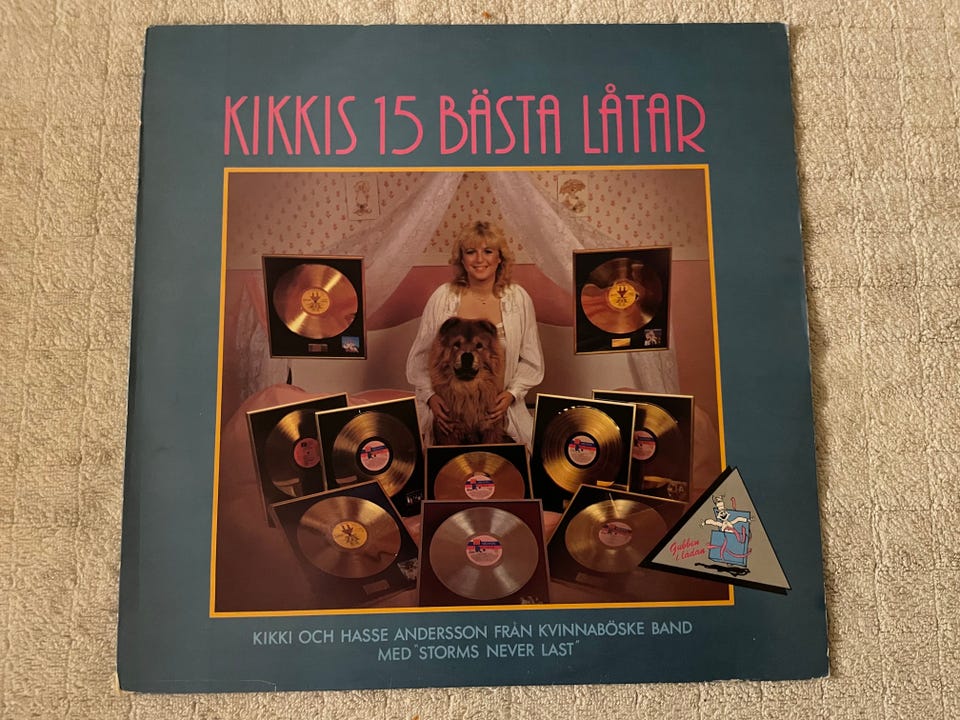 KIKKIS 15 BÄSTA LÅTAR
Gubben
i lådan
KIKKI OCH HASSE ANDERSSON FRÅN KVINNABÖSKE BAND
MED "STORMS NEVER LAST"